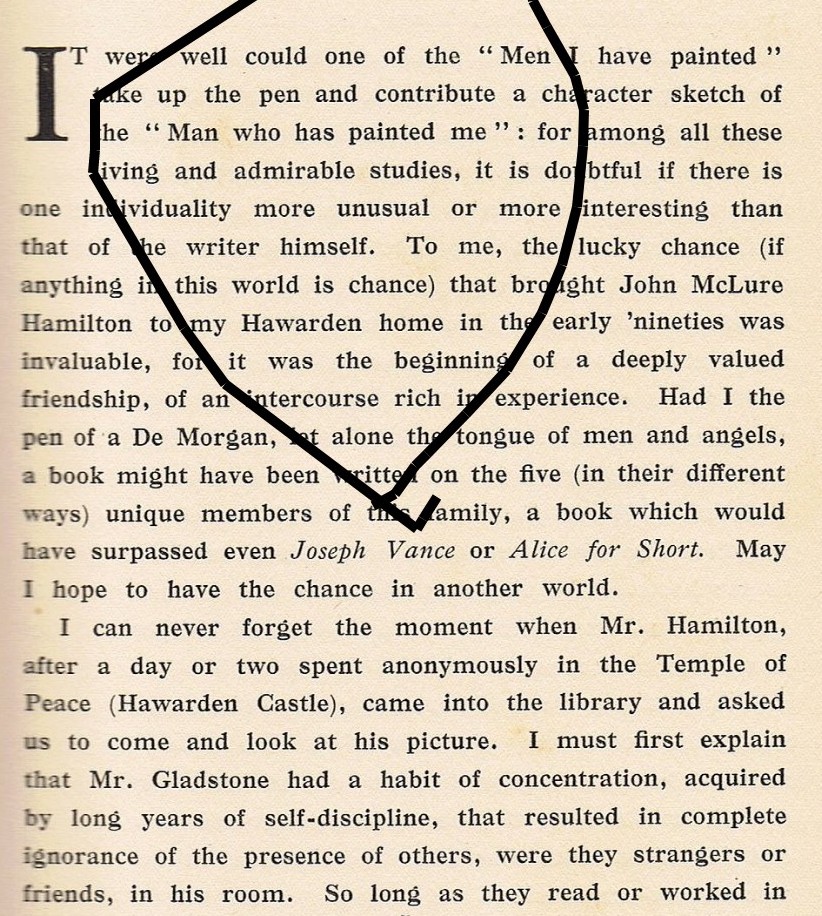 IT were well could one of the “Men I have painted”
take up the pen and contribute a character sketch of
the “Man who has painted me”: for among all these
living and admirable studies, it is doubtful if there is
one individuality more unusual or more interesting than
that of the writer himself. To me, the lucky chance (if
anything in this world is chance) that brought John McLure
Hamilton to my Hawarden home in the early ’nineties was
invaluable, for it was the beginning of a deeply valued
friendship, of an intercourse rich in experience. Had I the
pen of a De Morgan, let alone the tongue of men and angels,
a book might have been written on the five (in their different
ways) unique members of this family, a book which would
have surpassed even Joseph Vance or Alice for Short. May
I hope to have the chance in another world.
I can never forget the moment when Mr. Hamilton,
after a day or two spent anonymously in the Temple of
Peace (Hawarden Castle), came into the library and asked
us to come and look at his picture. I must first explain
that Mr. Gladstone had a habit of concentration, acquired
by long years of self-discipline, that resulted in complete
ignorance of the presence of others, were they strangers or
friends, in his room. So long as they read or worked in